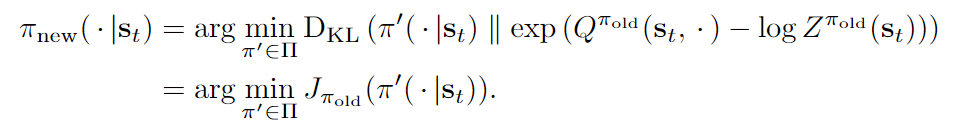 π_new( · |s_t) = arg min_{π′∈Π} D_KL (π′( · |s_t) ∥ exp (Q^{π_old}(s_t, · ) − log Z^{π_old}(s_t)))
= arg min_{π′∈Π} J_{π_old}(π′( · |s_t)).